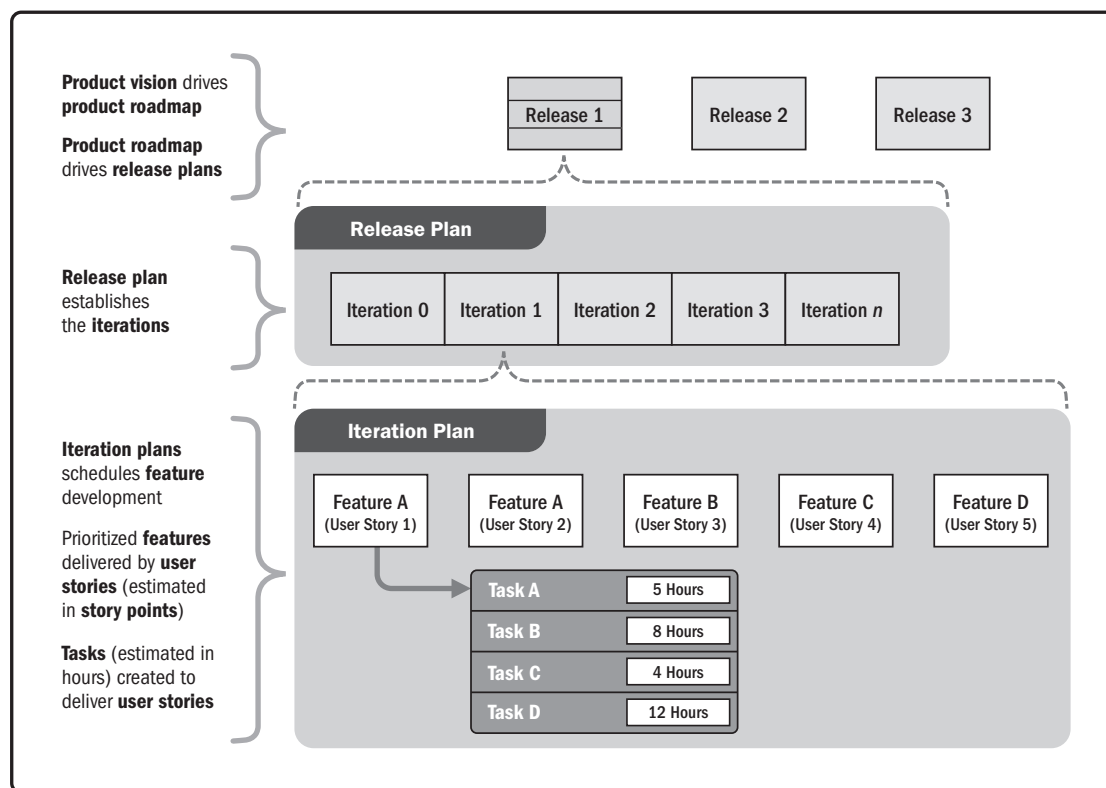 Product vision drives
product roadmap
Product roadmap
drives release plans
Release 1
Release 2
Release 3
Release Plan
Release plan
establishes
the iterations
Iteration 0
Iteration 1
Iteration 2
Iteration 3
Iteration n
Iteration Plan
Iteration plans
schedules feature
development
Prioritized features
delivered by user
stories (estimated
in story points)
Tasks (estimated in
hours) created to
deliver user stories
Feature A
(User Story 1)
Feature A
(User Story 2)
Feature B
(User Story 3)
Feature C
(User Story 4)
Feature D
(User Story 5)
Task A
5 Hours
Task B
8 Hours
Task C
4 Hours
Task D
12 Hours